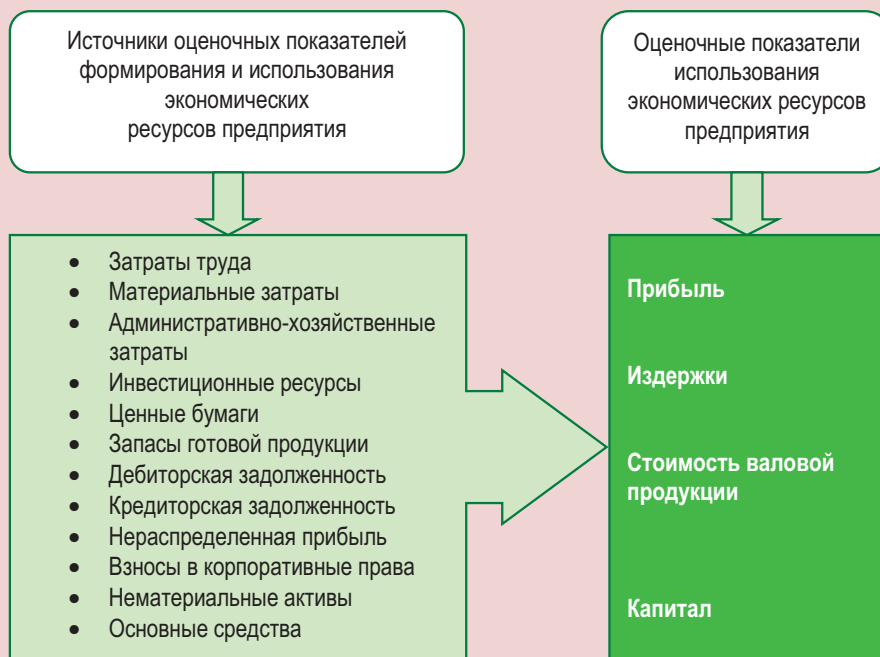 Источники оценочных показателей
формирования и использования
экономических
ресурсов предприятия
Оценочные показатели
использования
экономических ресурсов
предприятия
• Затраты труда
• Материальные затраты
• Административно-хозяйственные
затраты
• Инвестиционные ресурсы
• Ценные бумаги
• Запасы готовой продукции
• Дебиторская задолженность
• Кредиторская задолженность
• Нераспределенная прибыль
• Взносы в корпоративные права
• Нематериальные активы
• Основные средства
Прибыль
Издержки
Стоимость валовой
продукции
Капитал